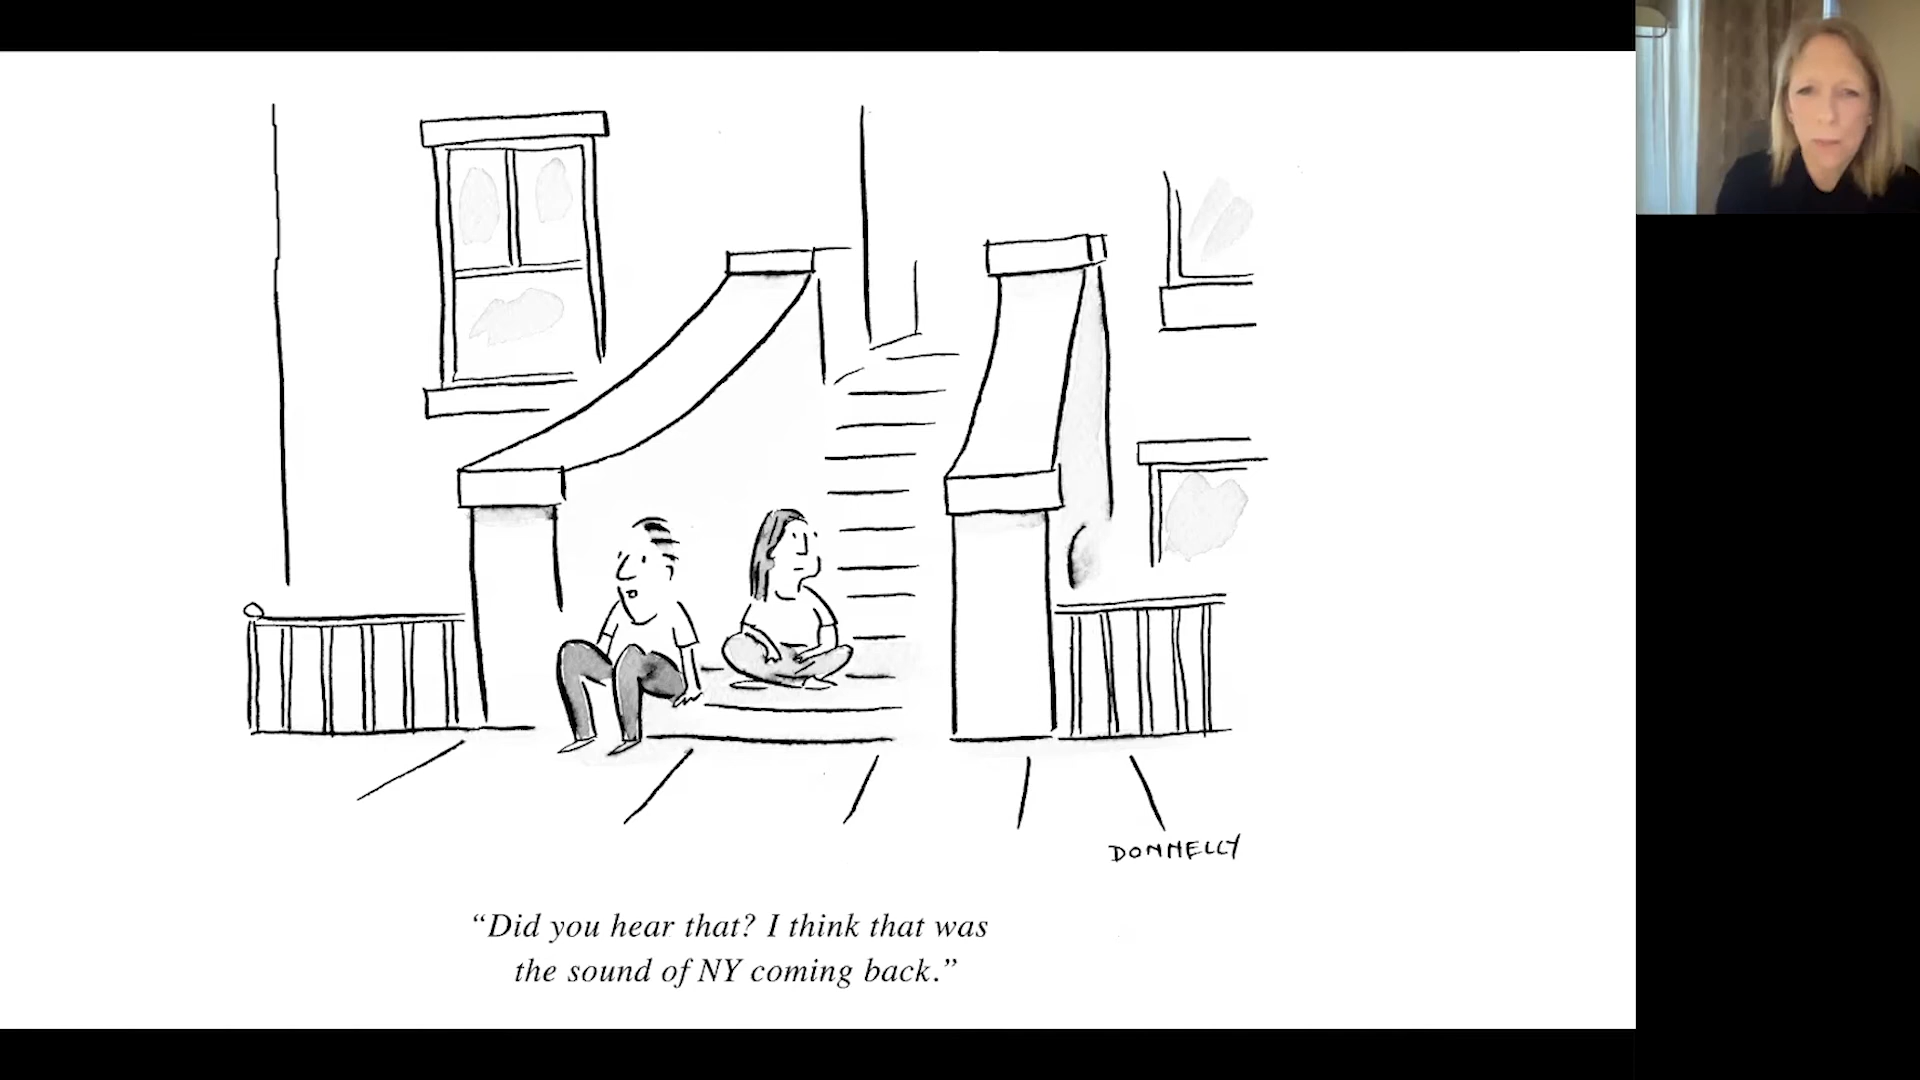 DONNELLY
“Did you hear that? I think that was
the sound of NY coming back.”